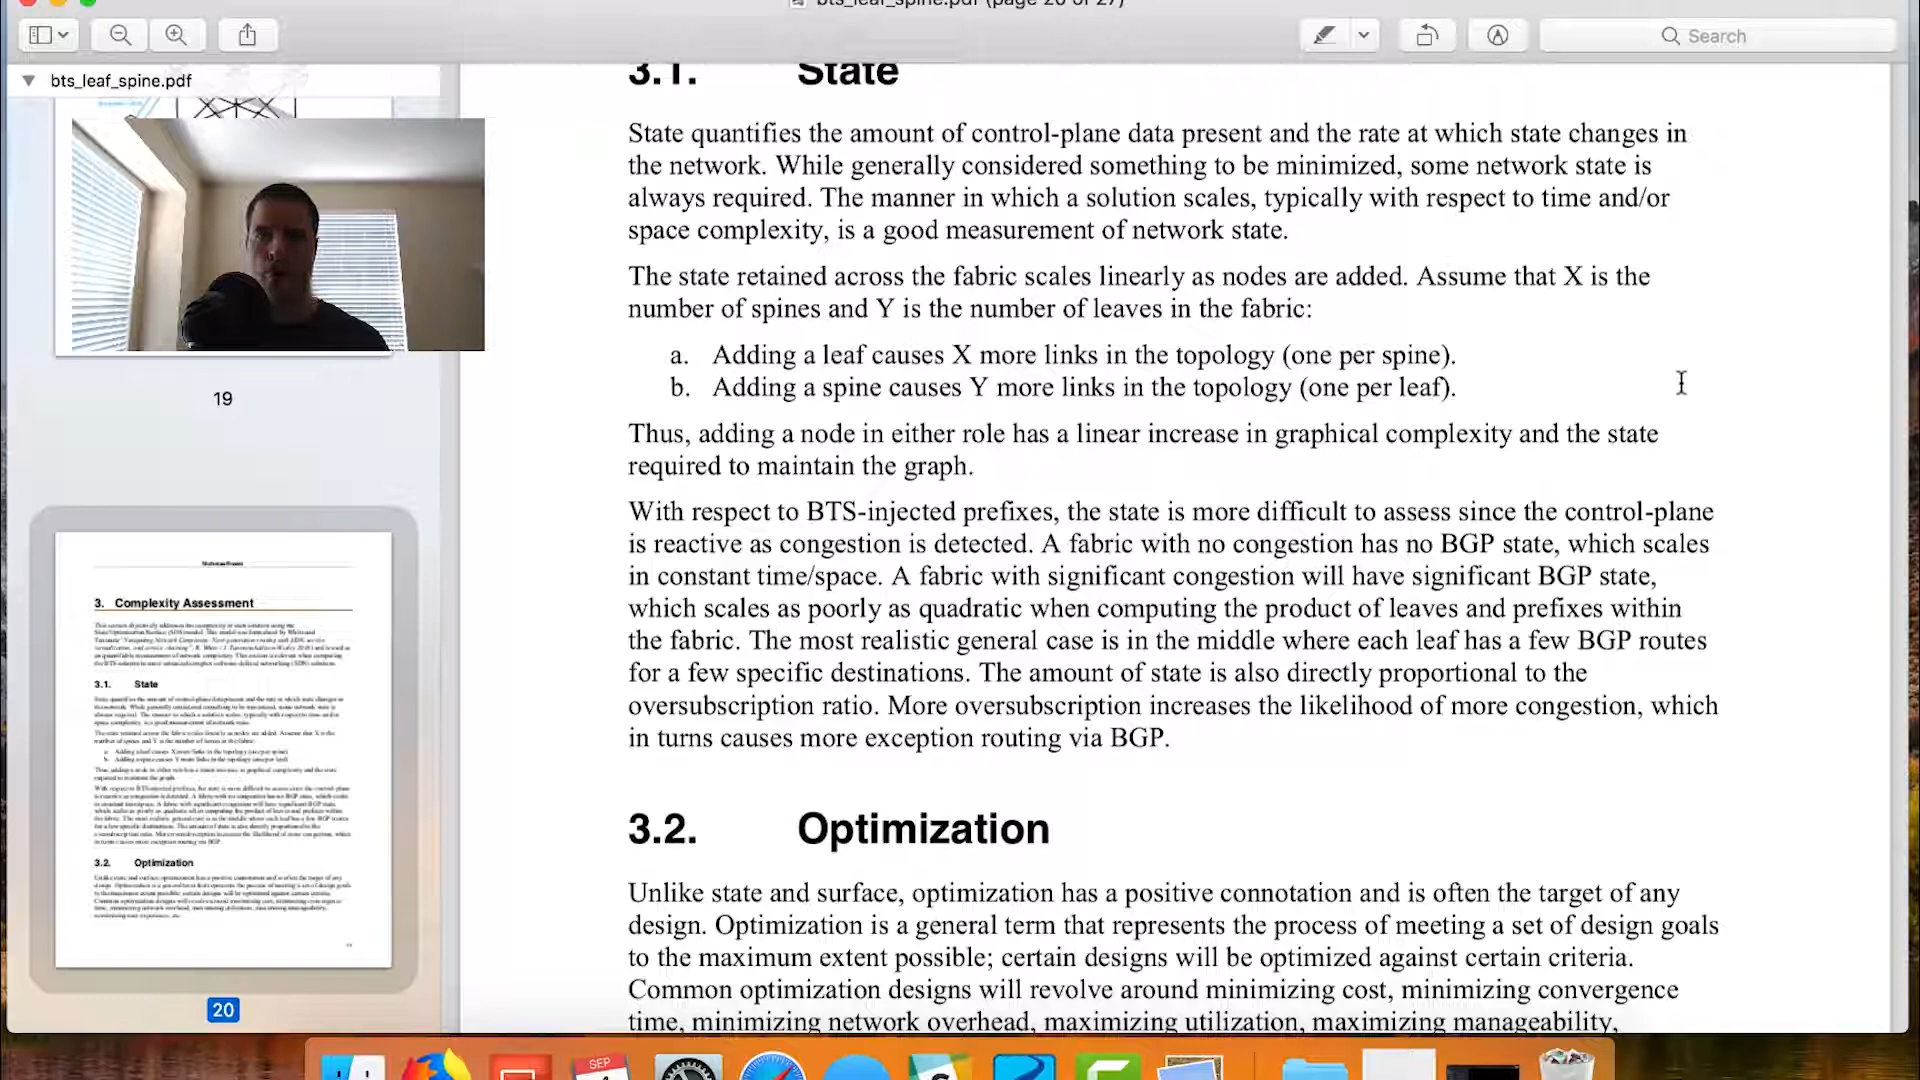 bts_leaf_spine.pdf (page 20 of 27)
Search
bts_leaf_spine.pdf
19
3. Complexity Assessment
3.1. State
3.2. Optimization
20
3.1. State
State quantifies the amount of control-plane data present and the rate at which state changes in
the network. While generally considered something to be minimized, some network state is
always required. The manner in which a solution scales, typically with respect to time and/or
space complexity, is a good measurement of network state.
The state retained across the fabric scales linearly as nodes are added. Assume that X is the
number of spines and Y is the number of leaves in the fabric:
a. Adding a leaf causes X more links in the topology (one per spine).
b. Adding a spine causes Y more links in the topology (one per leaf).
Thus, adding a node in either role has a linear increase in graphical complexity and the state
required to maintain the graph.
With respect to BTS-injected prefixes, the state is more difficult to assess since the control-plane
is reactive as congestion is detected. A fabric with no congestion has no BGP state, which scales
in constant time/space. A fabric with significant congestion will have significant BGP state,
which scales as poorly as quadratic when computing the product of leaves and prefixes within
the fabric. The most realistic general case is in the middle where each leaf has a few BGP routes
for a few specific destinations. The amount of state is also directly proportional to the
oversubscription ratio. More oversubscription increases the likelihood of more congestion, which
in turns causes more exception routing via BGP.
3.2. Optimization
Unlike state and surface, optimization has a positive connotation and is often the target of any
design. Optimization is a general term that represents the process of meeting a set of design goals
to the maximum extent possible; certain designs will be optimized against certain criteria.
Common optimization designs will revolve around minimizing cost, minimizing convergence
time, minimizing network overhead, maximizing utilization, maximizing manageability,
SEP